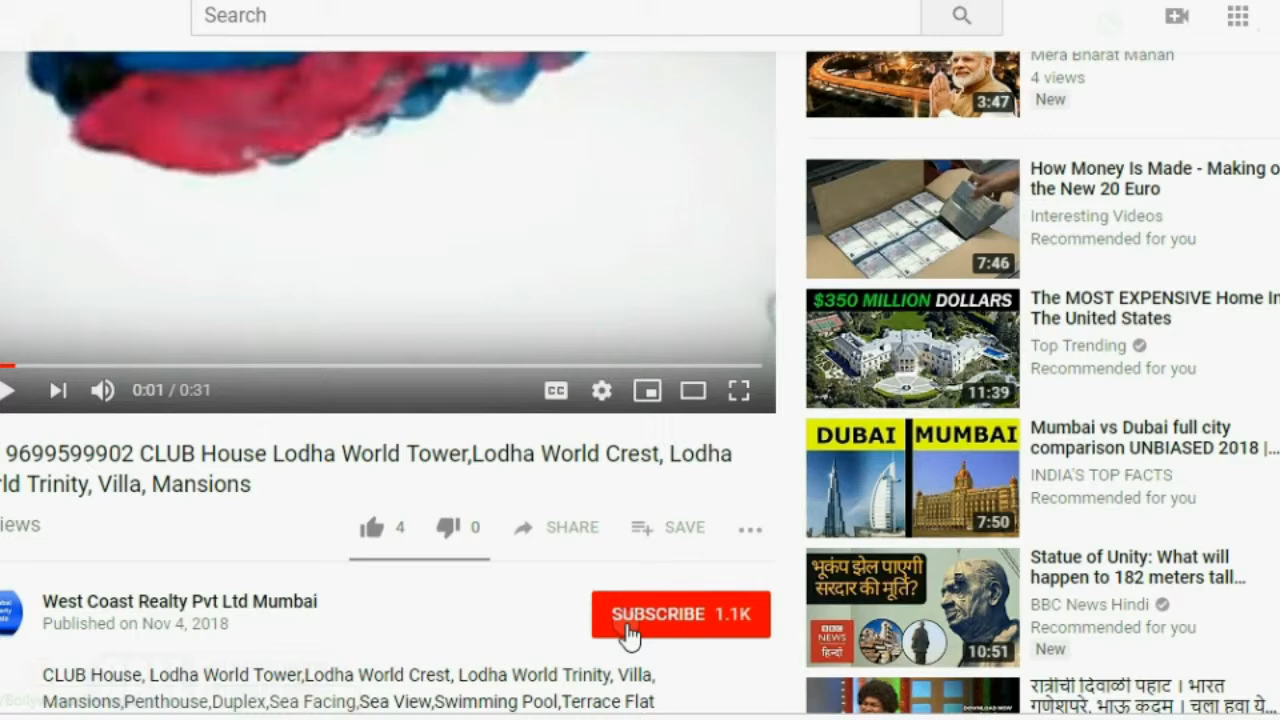 Search
0:01 / 0:31
CC
9699599902 CLUB House Lodha World Tower,Lodha World Crest, Lodha
ld Trinity, Villa, Mansions
iews
4
0
SHARE
SAVE
West Coast Realty Pvt Ltd Mumbai
Published on Nov 4, 2018
SUBSCRIBE 1.1K
CLUB House, Lodha World Tower,Lodha World Crest, Lodha World Trinity, Villa,
Mansions,Penthouse,Duplex,Sea Facing,Sea View,Swimming Pool,Terrace Flat
Mera Bharat Mahan
4 views
New
3:47
How Money Is Made - Making o
the New 20 Euro
Interesting Videos
Recommended for you
7:46
$350 MILLION DOLLARS
11:39
The MOST EXPENSIVE Home In
The United States
Top Trending
Recommended for you
DUBAI MUMBAI
7:50
Mumbai vs Dubai full city
comparison UNBIASED 2018 |...
INDIA'S TOP FACTS
Recommended for you
भूकंप झेल पाएगी
सरदार की मूर्ति?
BBC
NEWS
हिन्दी
10:51
Statue of Unity: What will
happen to 182 meters tall...
BBC News Hindi
Recommended for you
New
DOWNLOAD NOW
रात्रीची दिवाळी पहाट । भारत
गणेशपुरे, भाऊ कदम । चला हवा ये...